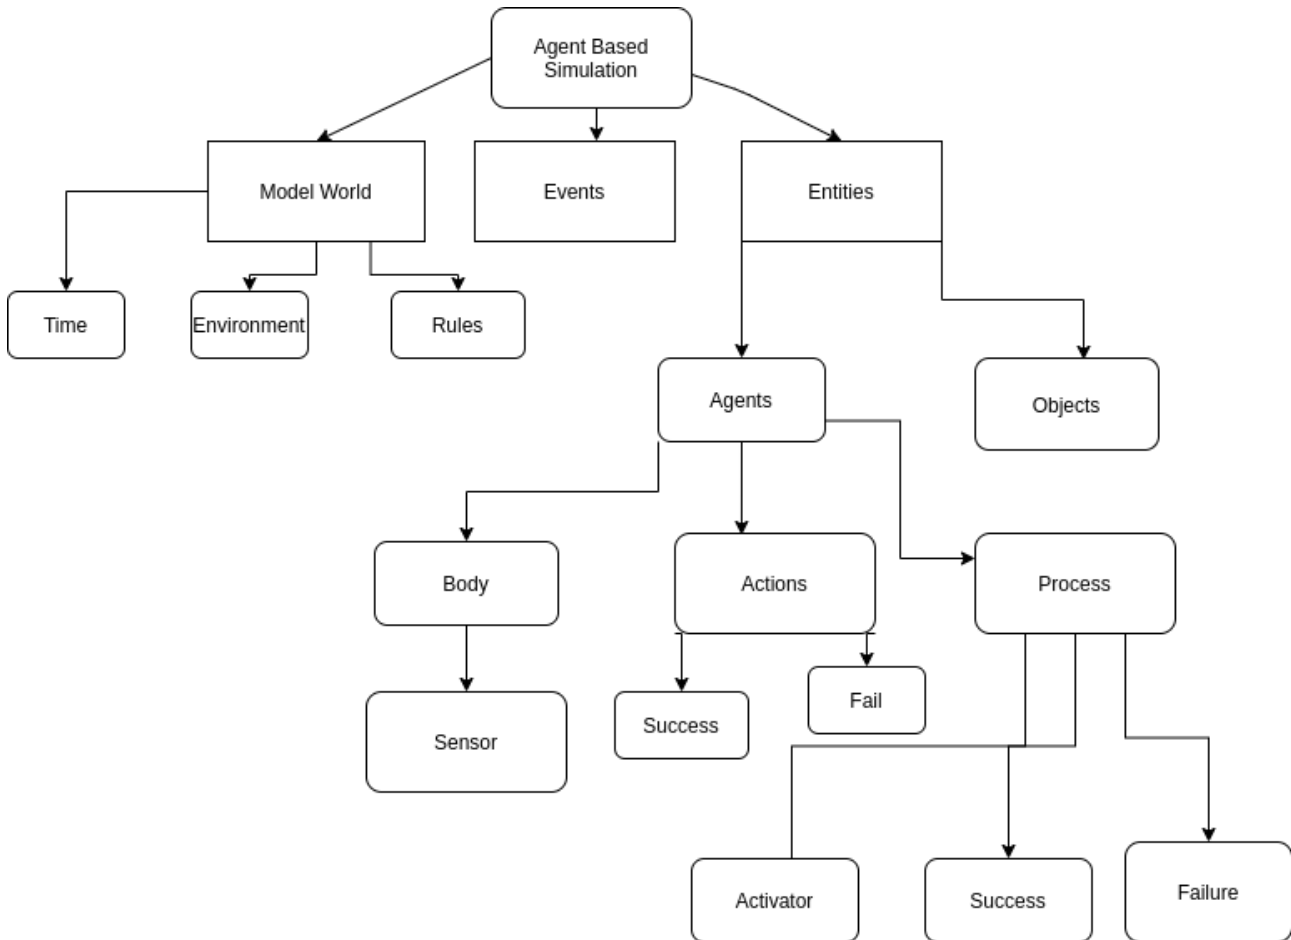 Agent Based
Simulation
Model World
Events
Entities
Time
Environment
Rules
Agents
Objects
Body
Actions
Process
Sensor
Success
Fail
Activator
Success
Failure